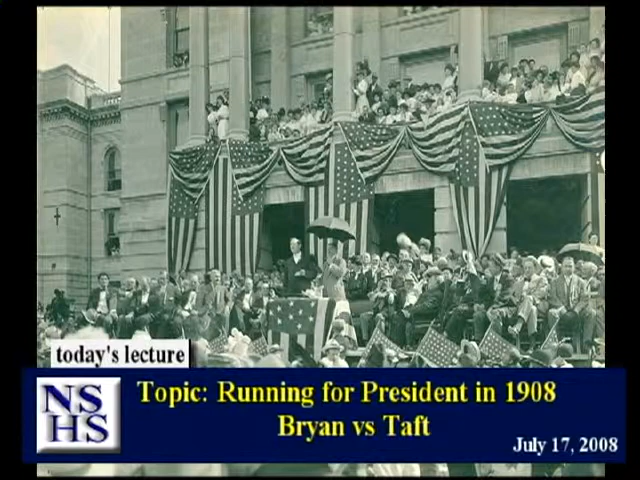 today's lecture
NS
HS
Topic: Running for President in 1908
Bryan vs Taft
July 17, 2008